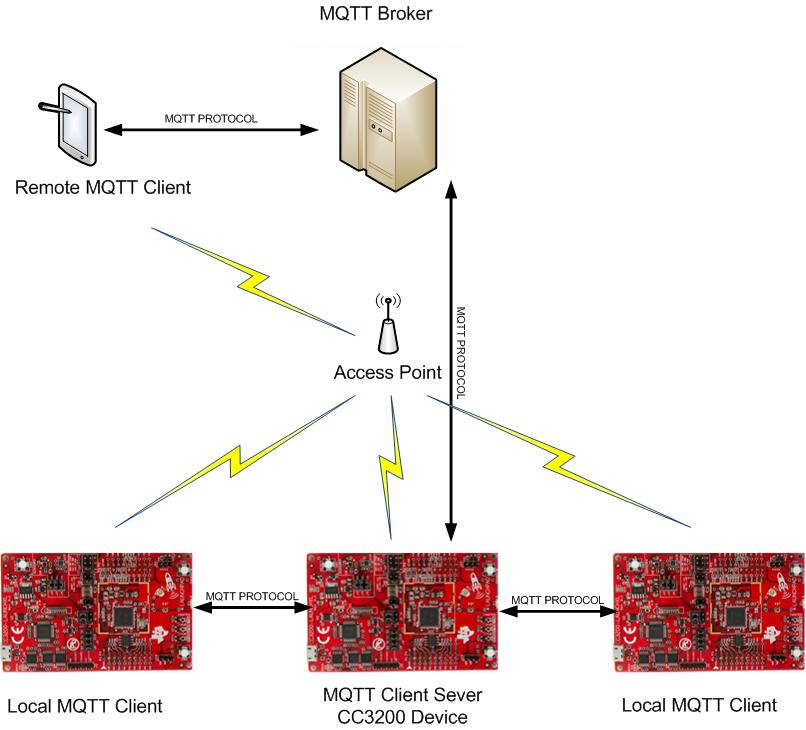 MQTT Broker
MQTT PROTOCOL
Remote MQTT Client
MQTT PROTOCOL
Access Point
MQTT PROTOCOL
MQTT PROTOCOL
Local MQTT Client
MQTT Client Sever
CC3200 Device
Local MQTT Client